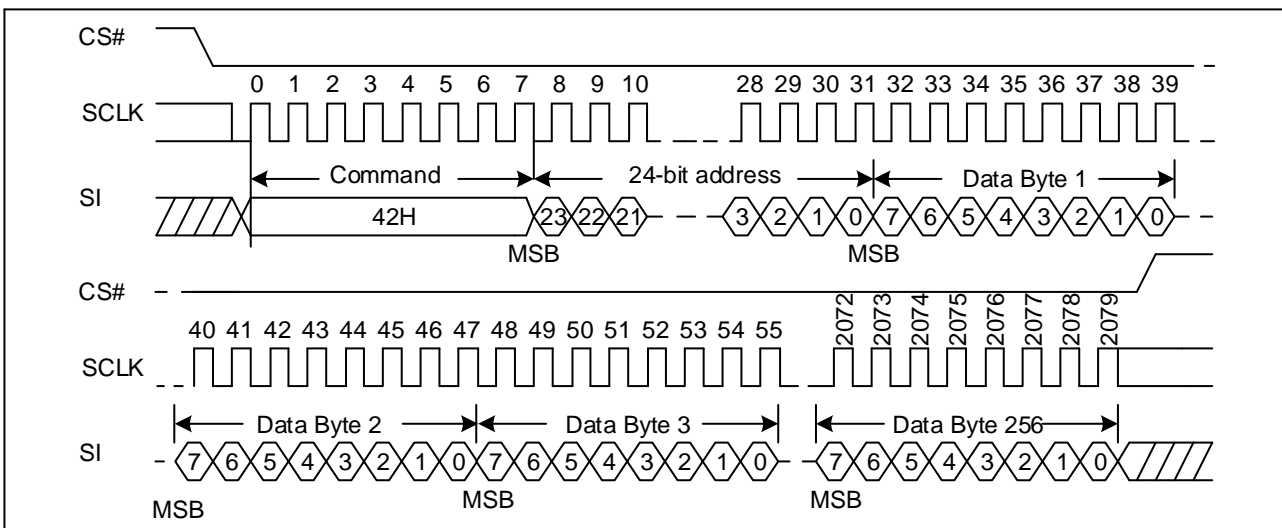 CS#
0 1 2 3 4 5 6 7 8 9 10 28 29 30 31 32 33 34 35 36 37 38 39
SCLK
Command 24-bit address Data Byte 1
SI
42H 23 22 21 3 2 1 0 7 6 5 4 3 2 1 0
MSB MSB
CS#
40 41 42 43 44 45 46 47 48 49 50 51 52 53 54 55 2072 2073 2074 2075 2076 2077 2078 2079
SCLK
Data Byte 2 Data Byte 3 Data Byte 256
SI
7 6 5 4 3 2 1 0 7 6 5 4 3 2 1 0 7 6 5 4 3 2 1 0
MSB MSB MSB